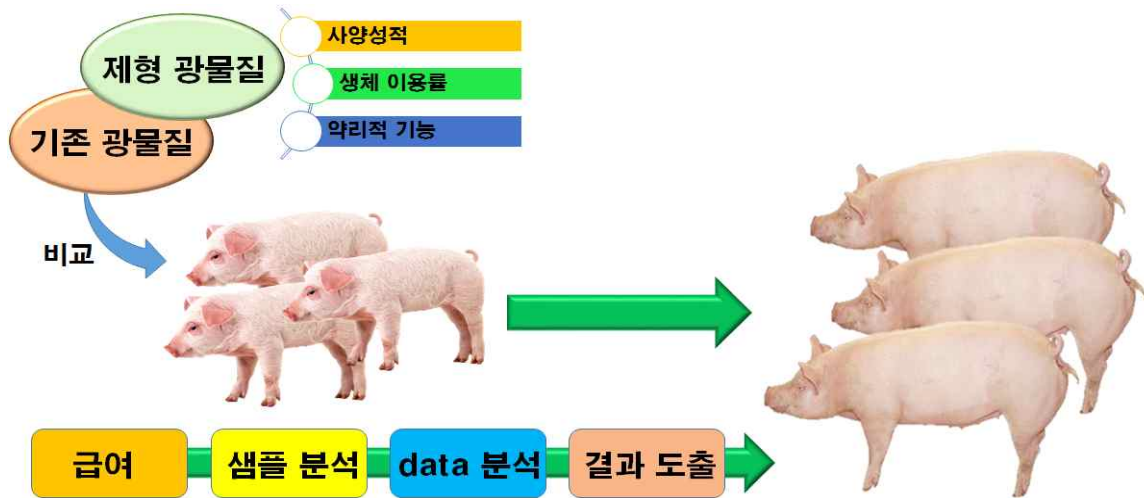 제형 광물질
기존 광물질
사양성적
생체 이용률
약리적 기능
비교
급여
샘플 분석
data 분석
결과 도출